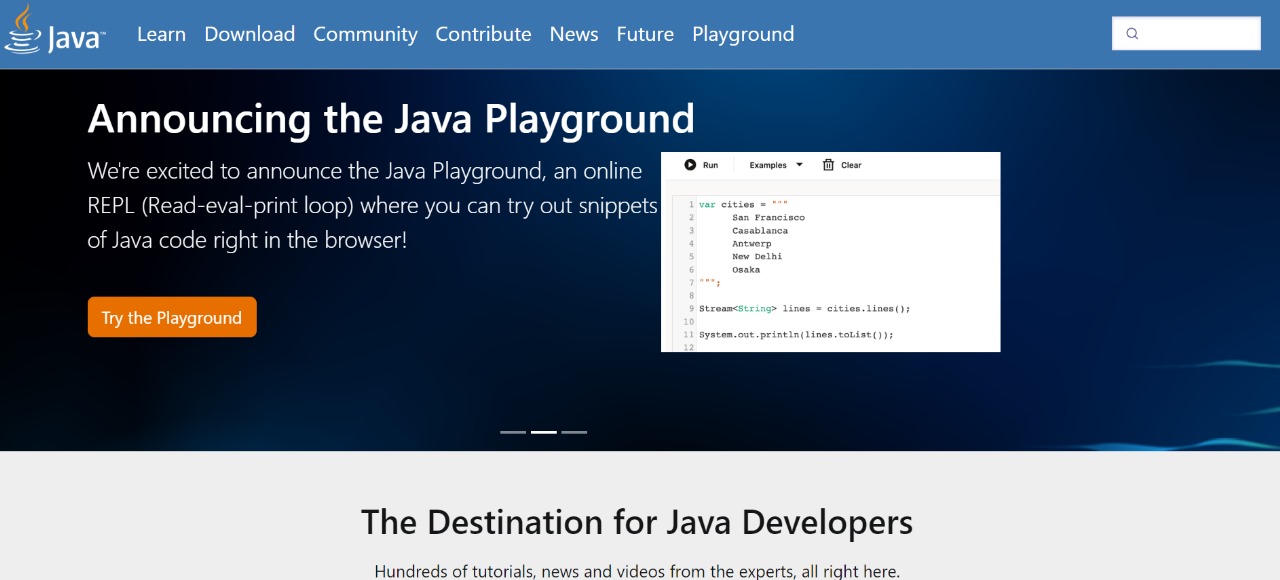 Java™
Learn Download Community Contribute News Future Playground
Announcing the Java Playground
We're excited to announce the Java Playground, an online
REPL (Read-eval-print loop) where you can try out snippets
of Java code right in the browser!
Try the Playground
Run Examples Clear
1 var cities = """
2 San Francisco
3 Casablanca
4 Antwerp
5 New Delhi
6 Osaka
7 """;
8
9 Stream<String> lines = cities.lines();
10
11 System.out.println(lines.toList());
12
The Destination for Java Developers
Hundreds of tutorials, news and videos from the experts, all right here.